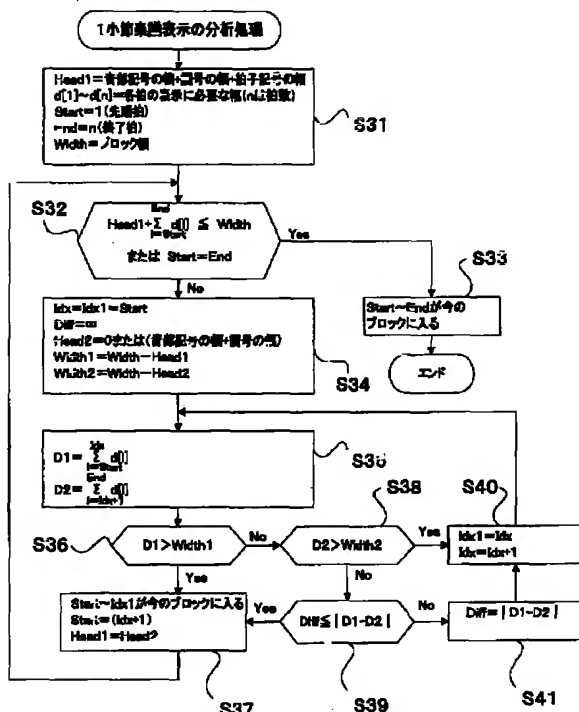 1小節楽譜表示の分析処理
Head1=音部記号の幅+調号の幅+拍子記号の幅
d[1]~d[n]=各拍の表示に必要な幅(nは拍数)
Start=1(先頭拍)
End=n(終了拍)
Width=ブロック幅
S31
S32
End
Head1+Σ d[i] ≦ Width
i=Start
または Start=End
Yes
No
S33
Start~Endが今の
ブロックに入る
エンド
Idx=Idx1=Start
Diff=∞
Head2=0または(音部記号の幅+調号の幅)
Width1=Width-Head1
Width2=Width-Head2
S34
Idx
D1=Σ d[i]
i=Start
End
D2=Σ d[i]
i=Idx+1
S35
S36
D1>Width1
No
Yes
S38
D2>Width2
Yes
No
S40
Idx1=Idx
Idx=Idx+1
Start~Idx1が今のブロックに入る
Start=(Idx+1)
Head1=Head2
S37
Yes
Diff≦|D1-D2|
No
S39
Diff=|D1-D2|
S41